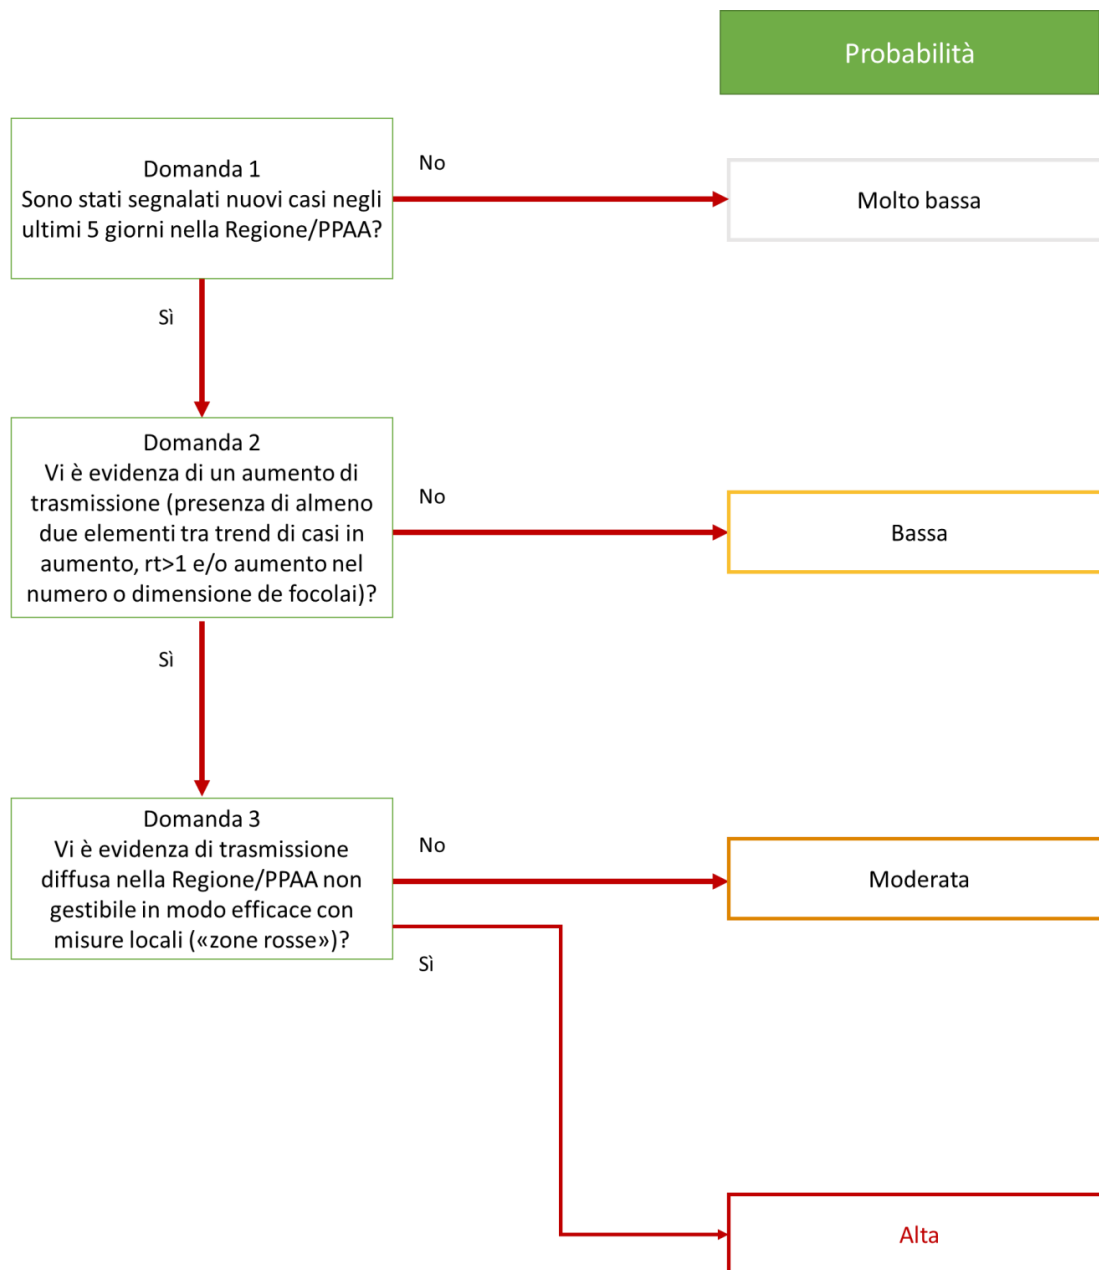 Probabilità
Domanda 1
Sono stati segnalati nuovi casi negli
ultimi 5 giorni nella Regione/PPAA?
No
Molto bassa
Sì
Domanda 2
Vi è evidenza di un aumento di
trasmissione (presenza di almeno
due elementi tra trend di casi in
aumento, rt>1 e/o aumento nel
numero o dimensione de focolai)?
No
Bassa
Sì
Domanda 3
Vi è evidenza di trasmissione
diffusa nella Regione/PPAA non
gestibile in modo efficace con
misure locali («zone rosse»)?
No
Moderata
Sì
Alta